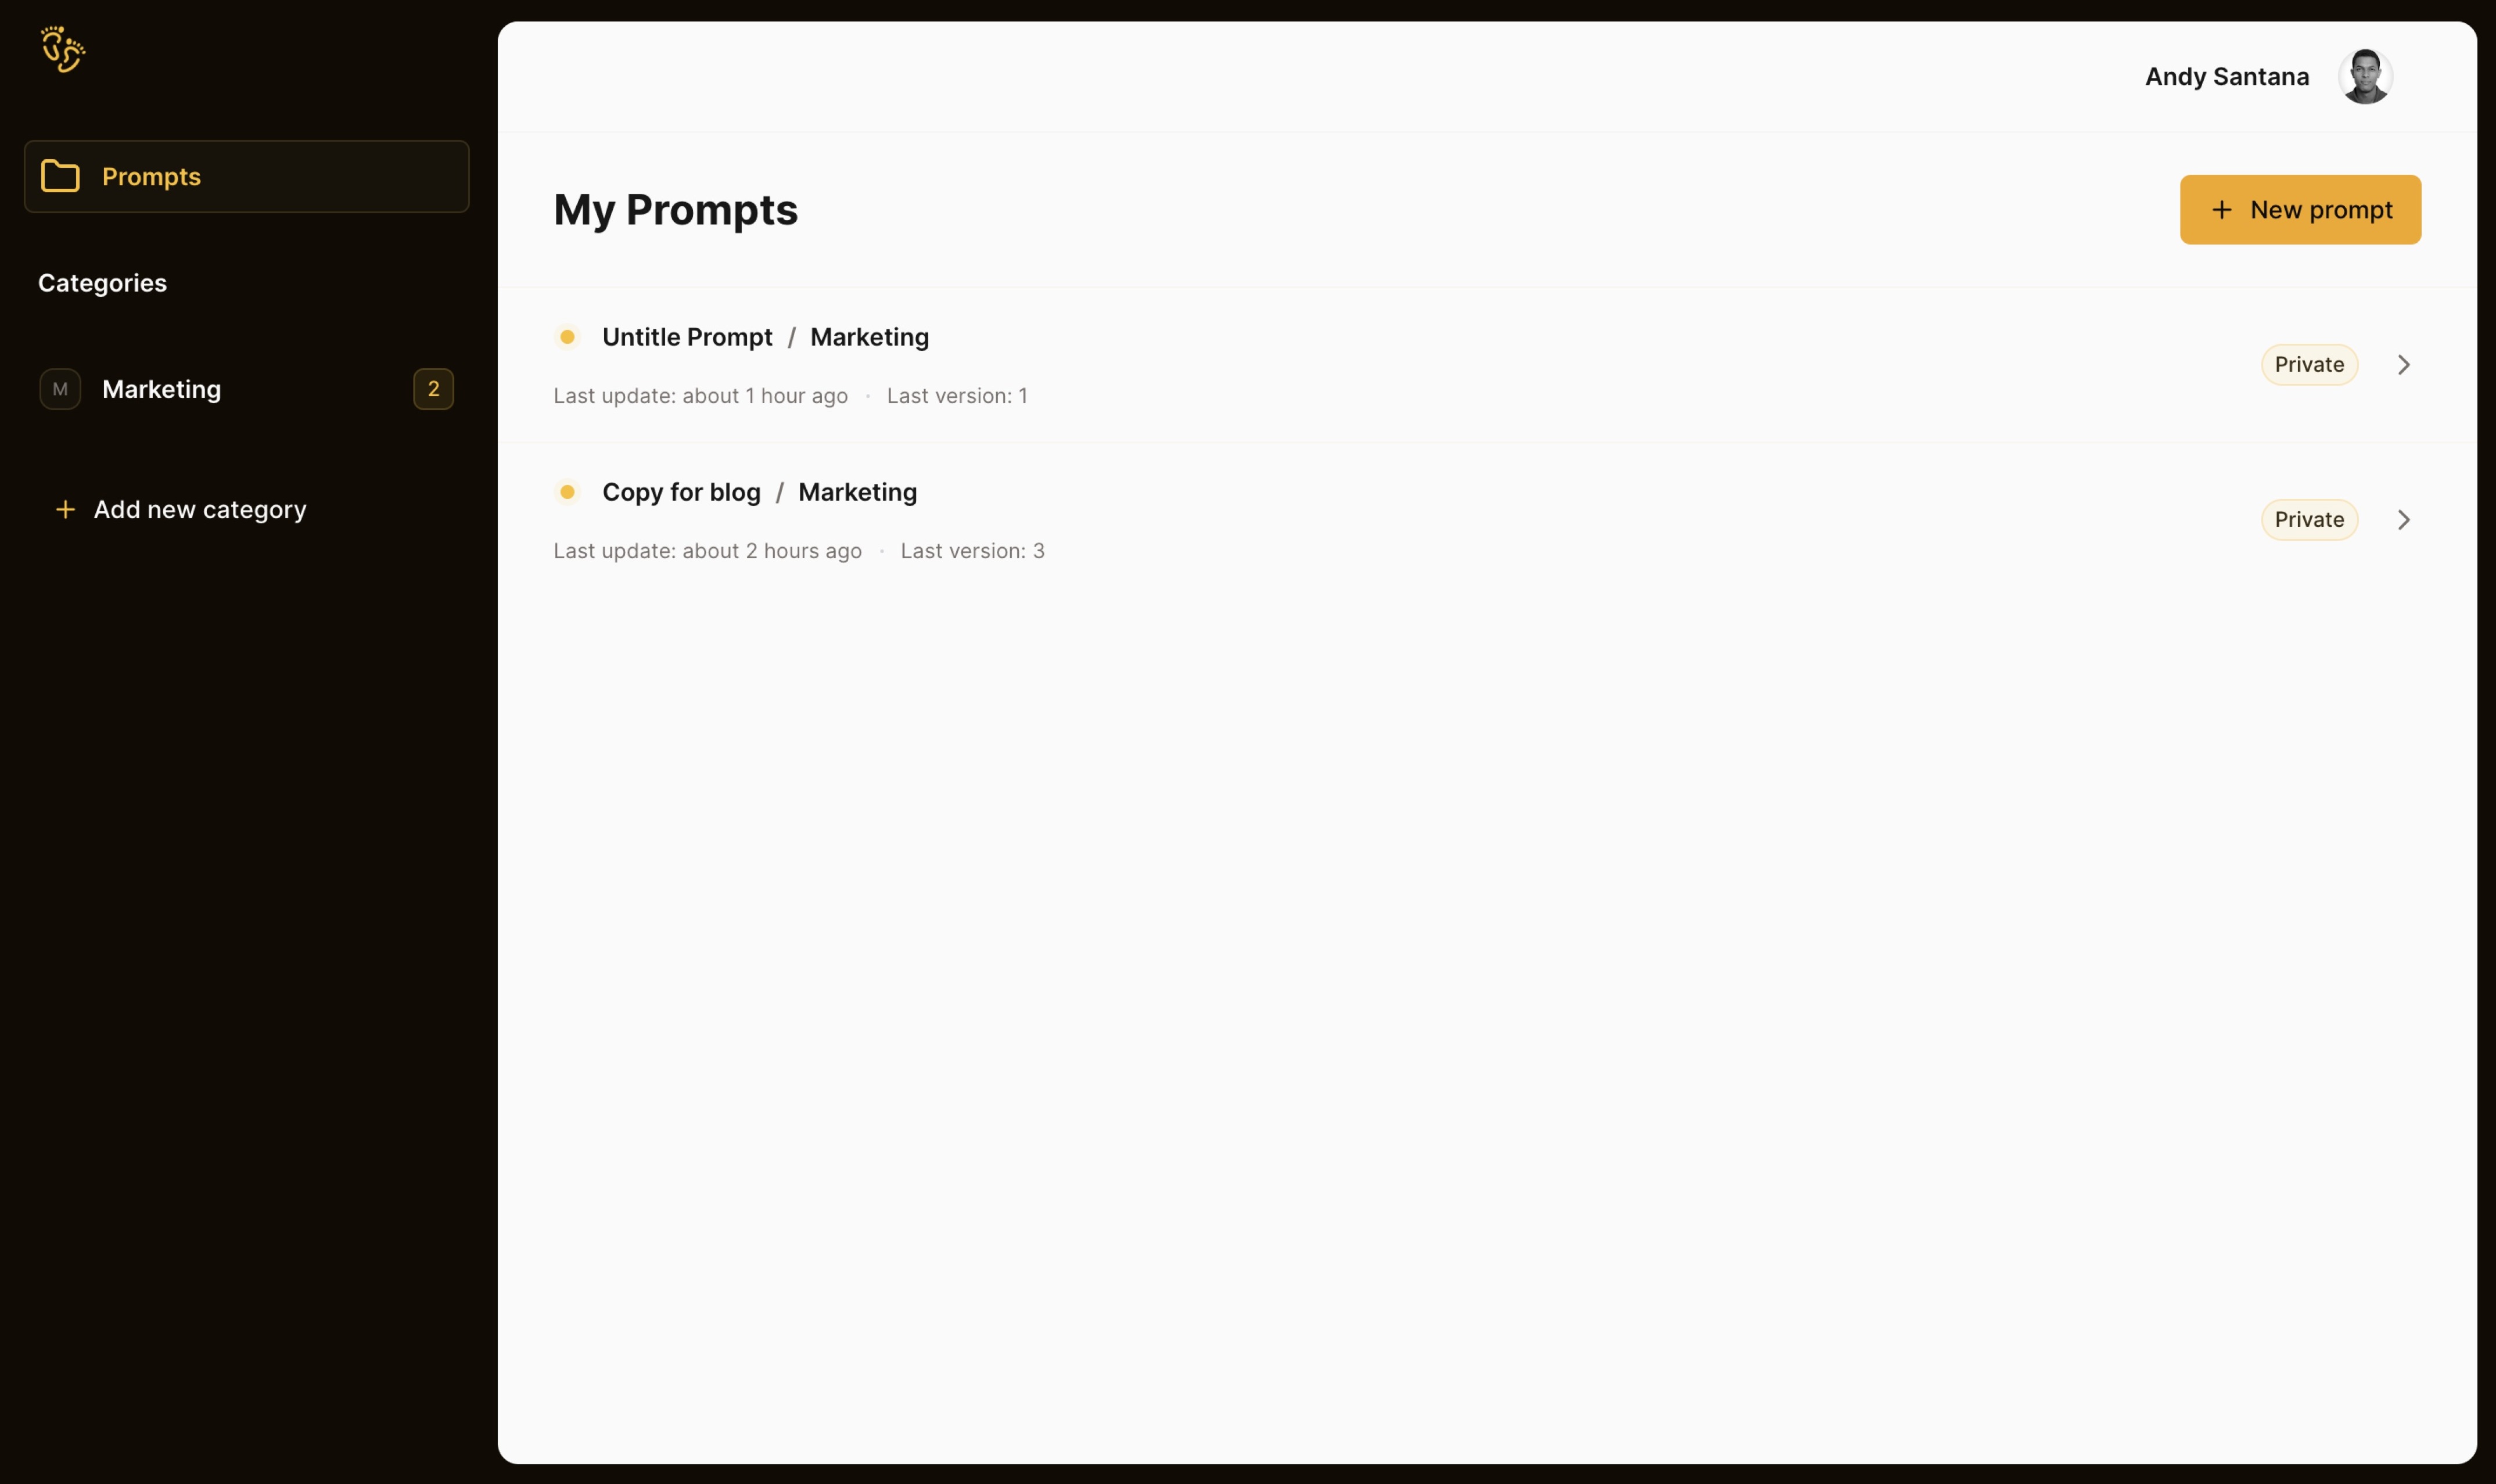 Andy Santana
Prompts
My Prompts
+ New prompt
Categories
M Marketing 2
+ Add new category
Untitle Prompt / Marketing
Last update: about 1 hour ago · Last version: 1
Private
Copy for blog / Marketing
Last update: about 2 hours ago · Last version: 3
Private